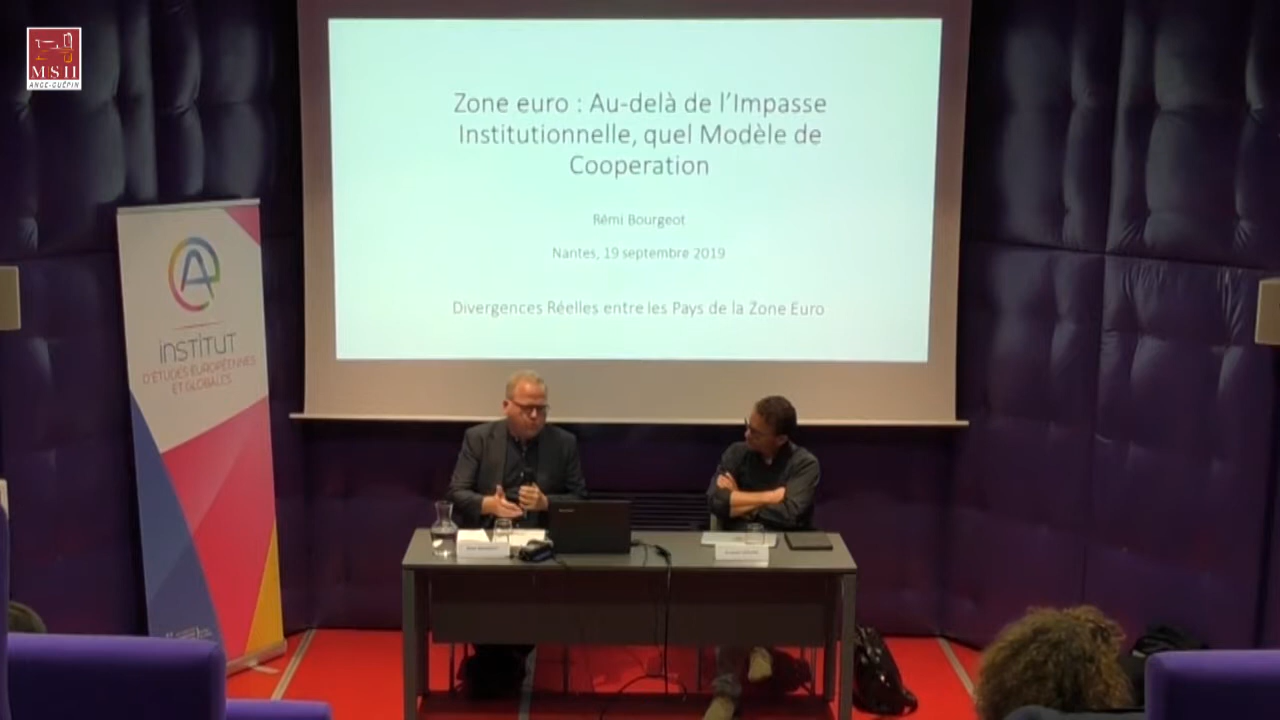 MSH
ANGE-GUÉPIN
Zone euro : Au-delà de l'Impasse
Institutionnelle, quel Modèle de
Cooperation
Rémi Bourgeot
Nantes, 19 septembre 2019
Divergences Réelles entre les Pays de la Zone Euro
A
iNSTiTUT
D'ÉTUDES EUROPÉENNES
ET GLOBALES